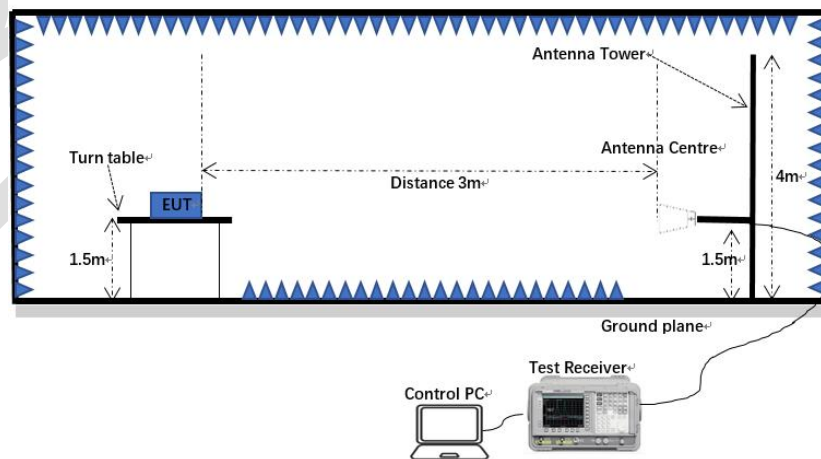 Antenna Tower
Antenna Centre
Turn table
Distance 3m
4m
EUT
1.5m
1.5m
Ground plane
Test Receiver
Control PC